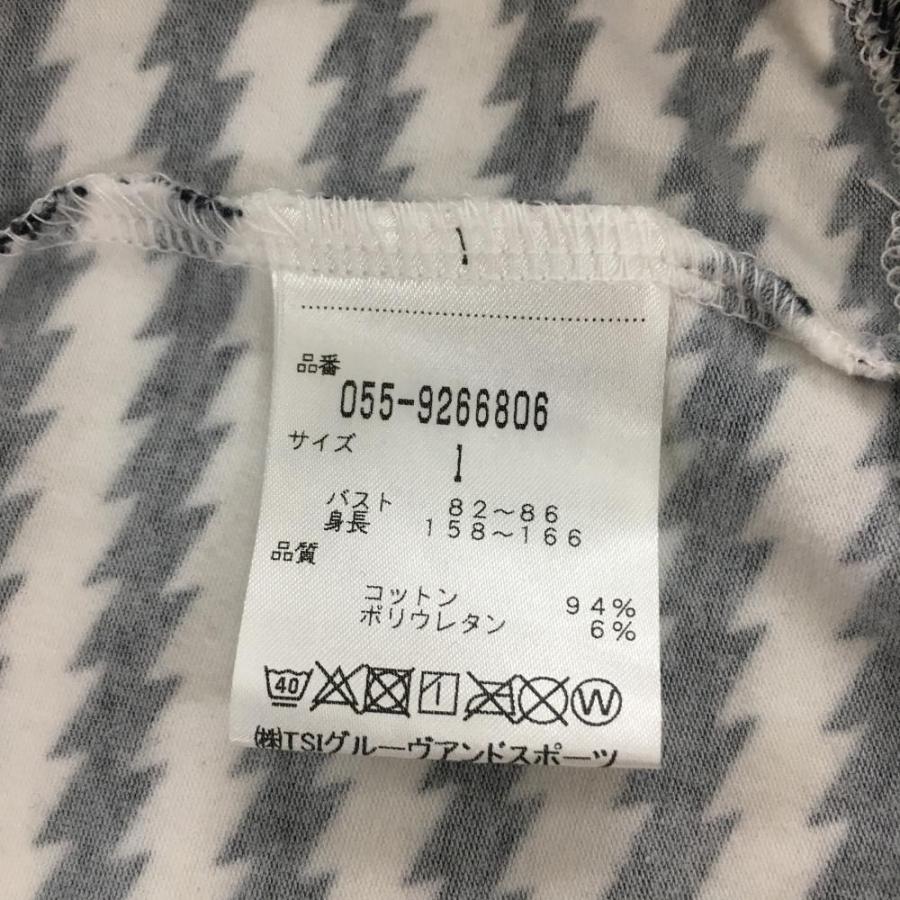 品番
055-9266806
サイズ
1
バスト 82〜86
身長 158〜166
品質
コットン 94%
ポリウレタン 6%
40 W
㈱TSIグルーヴアンドスポーツ